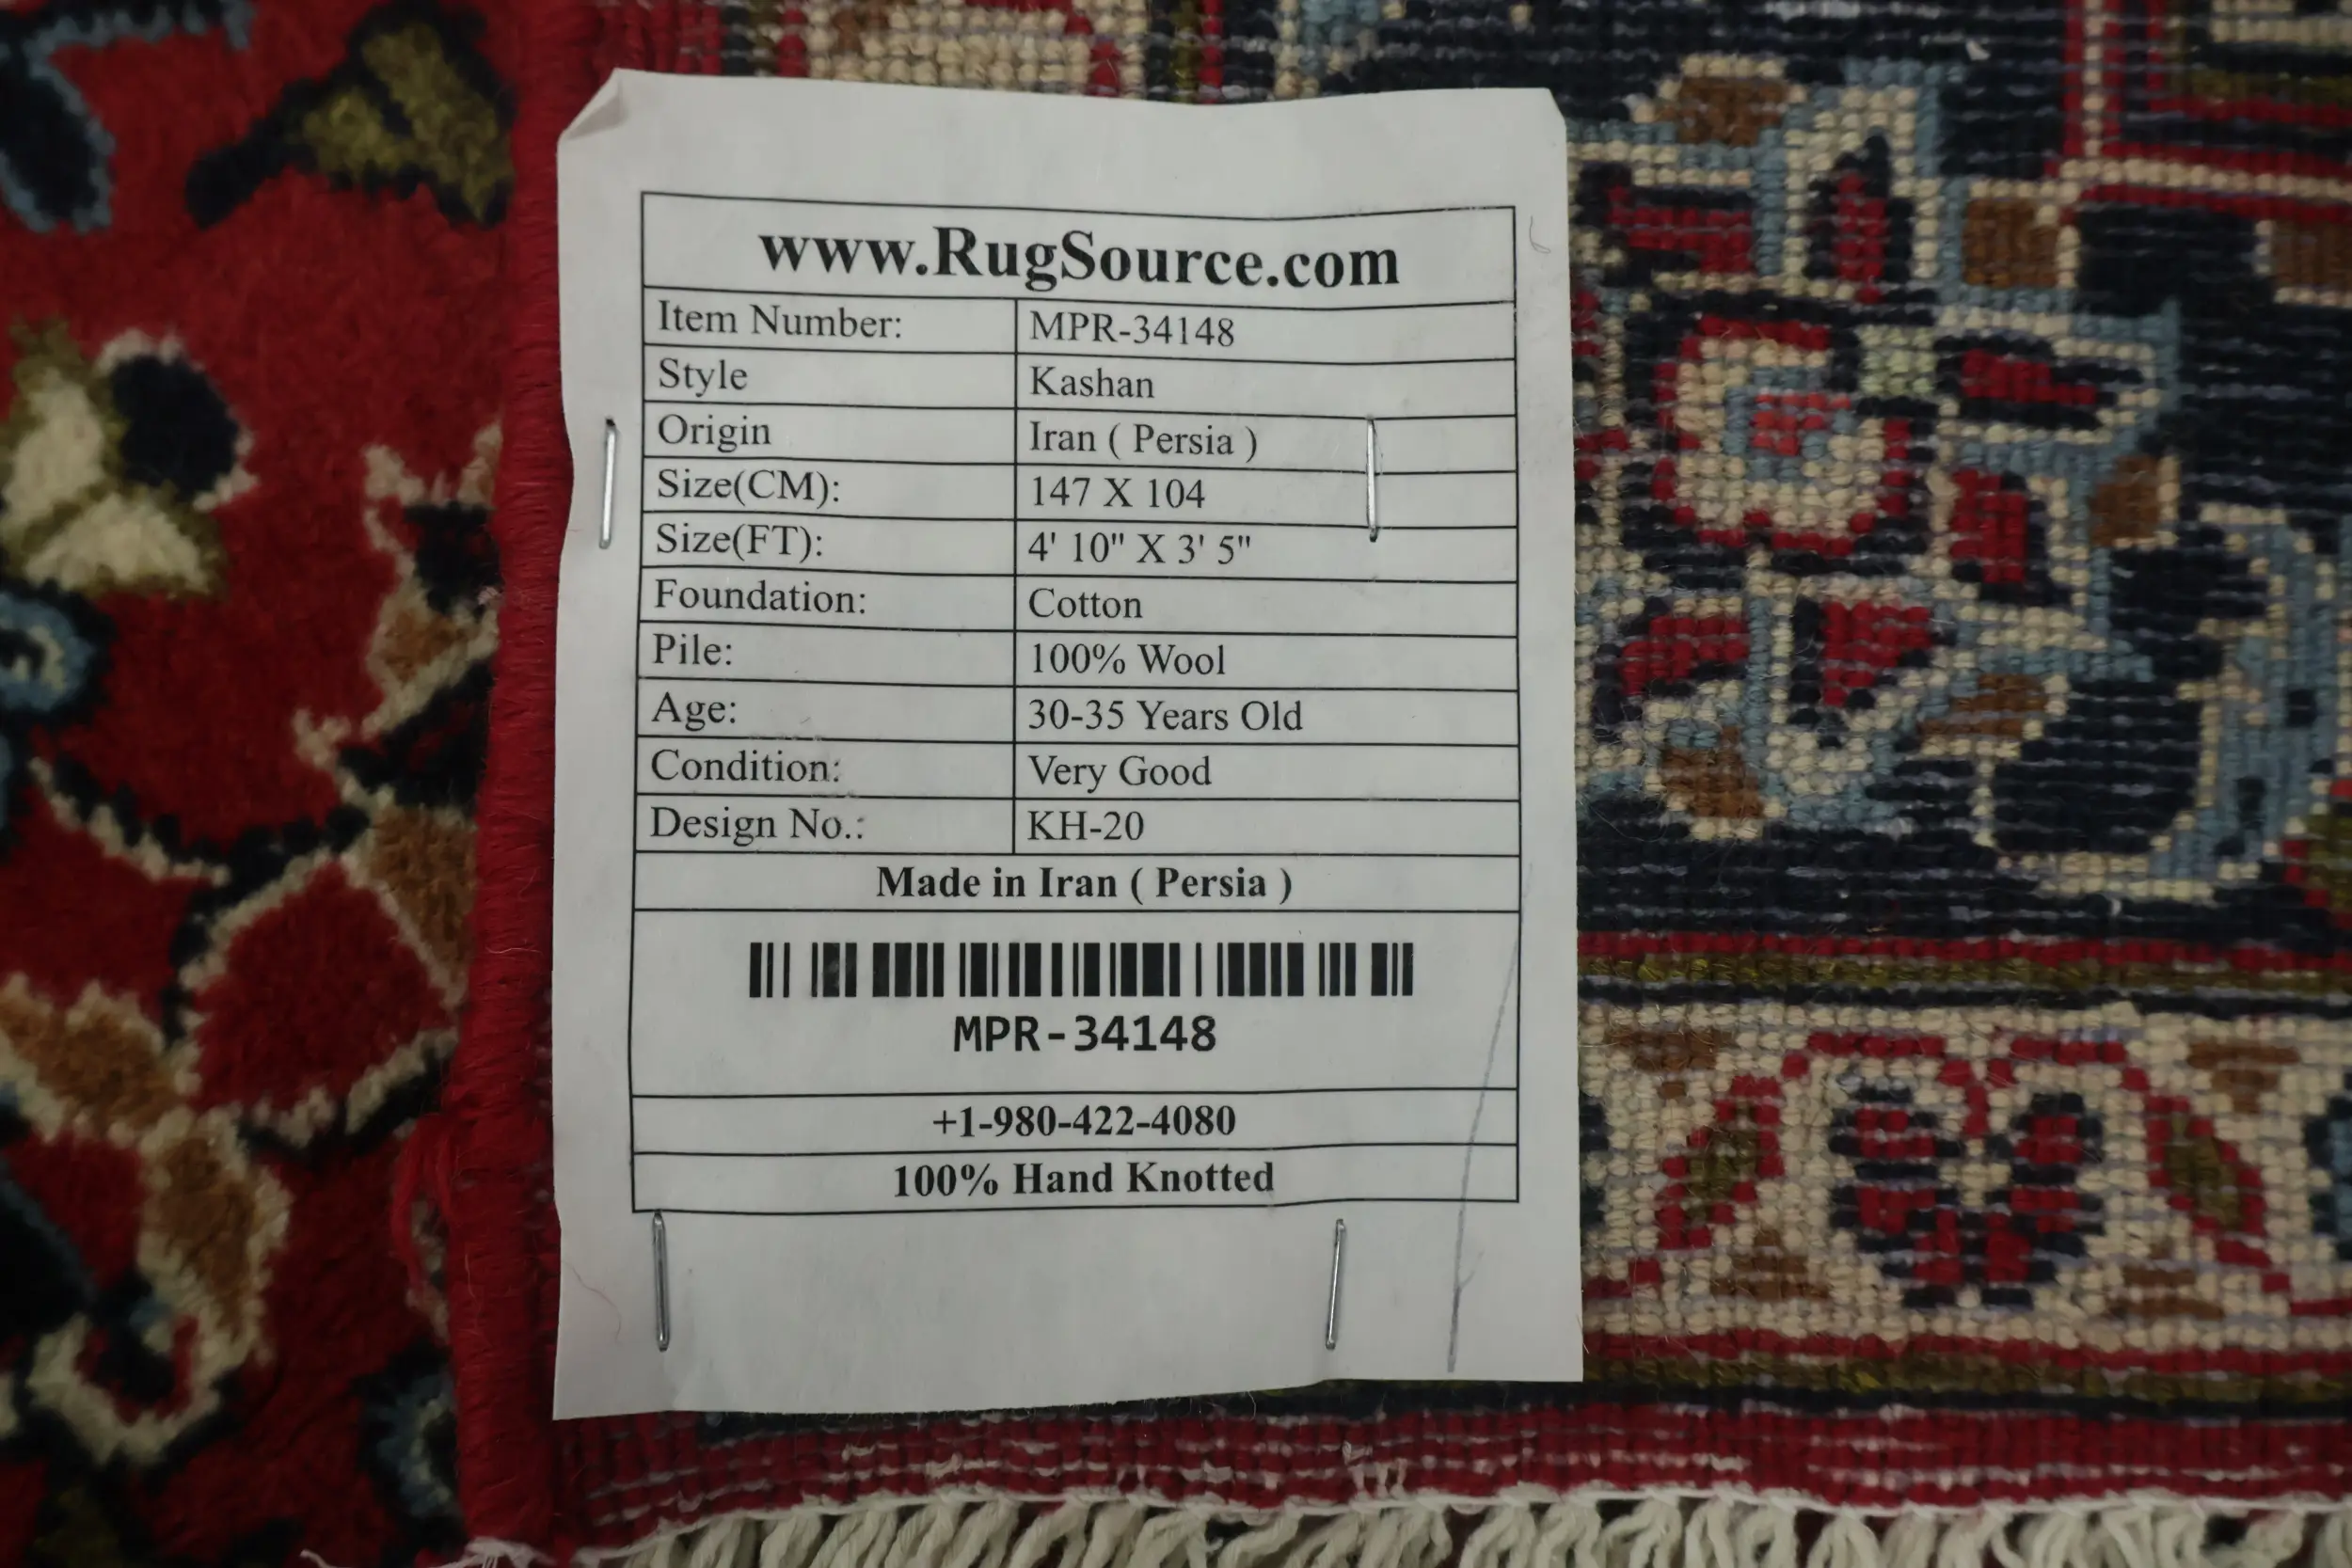 www.RugSource.com
Item Number: MPR-34148
Style Kashan
Origin Iran ( Persia )
Size(CM): 147 X 104
Size(FT): 4' 10" X 3' 5"
Foundation: Cotton
Pile: 100% Wool
Age: 30-35 Years Old
Condition: Very Good
Design No.: KH-20
Made in Iran ( Persia )
MPR-34148
+1-980-422-4080
100% Hand Knotted